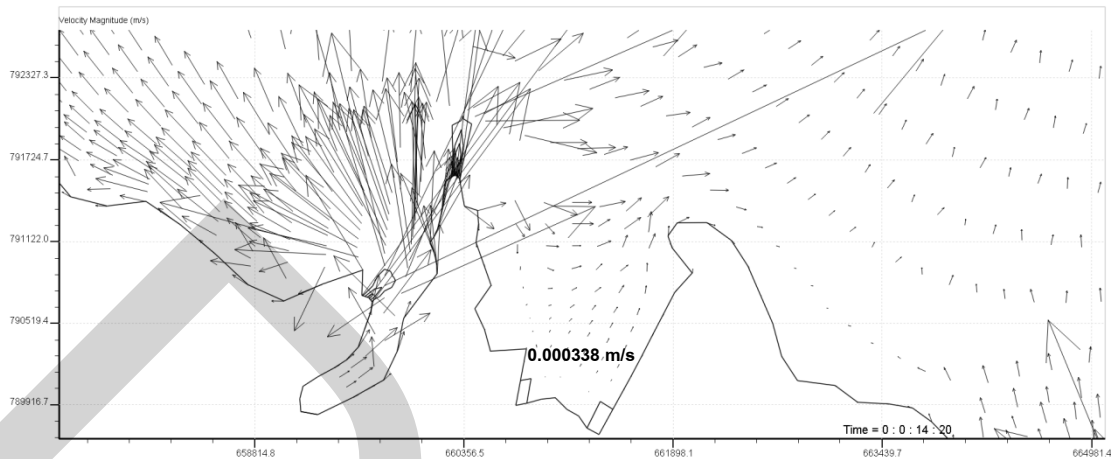 Velocity Magnitude (m/s)
792327.3
791724.7
791122.0
790519.4
0.000338 m/s
789916.7
Time = 0 : 0 : 14 : 20
658814.8 660356.5 661898.1 663439.7 664981.4